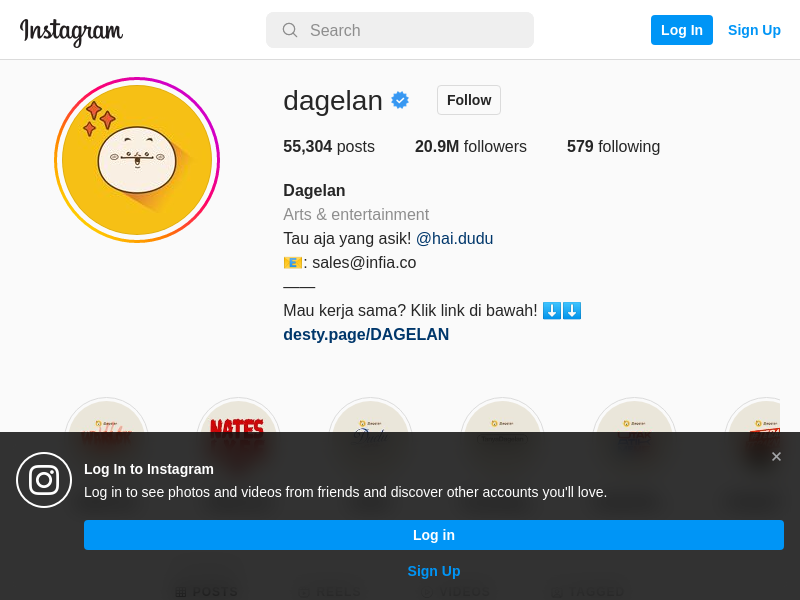 Instagram
Search
Log In
Sign Up
dagelan
Follow
55,304 posts
20.9M followers
579 following
Dagelan
Arts & entertainment
Tau aja yang asik! @hai.dudu
📧: sales@infia.co
——
Mau kerja sama? Klik link di bawah! ⬇️⬇️
desty.page/DAGELAN
NATES
Log In to Instagram
Log in to see photos and videos from friends and discover other accounts you'll love.
Log in
Sign Up
POSTS
REELS
TAGGED